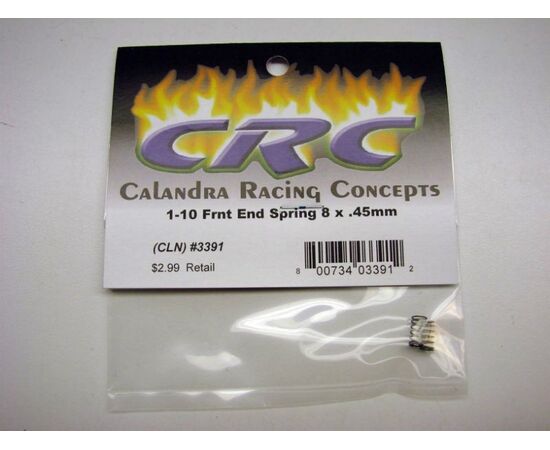 CRC
CALANDRA RACING CONCEPTS
1-10 Frnt End Spring 8 x .45mm
(CLN) #3391
$2.99 Retail
8 00734 03391 2